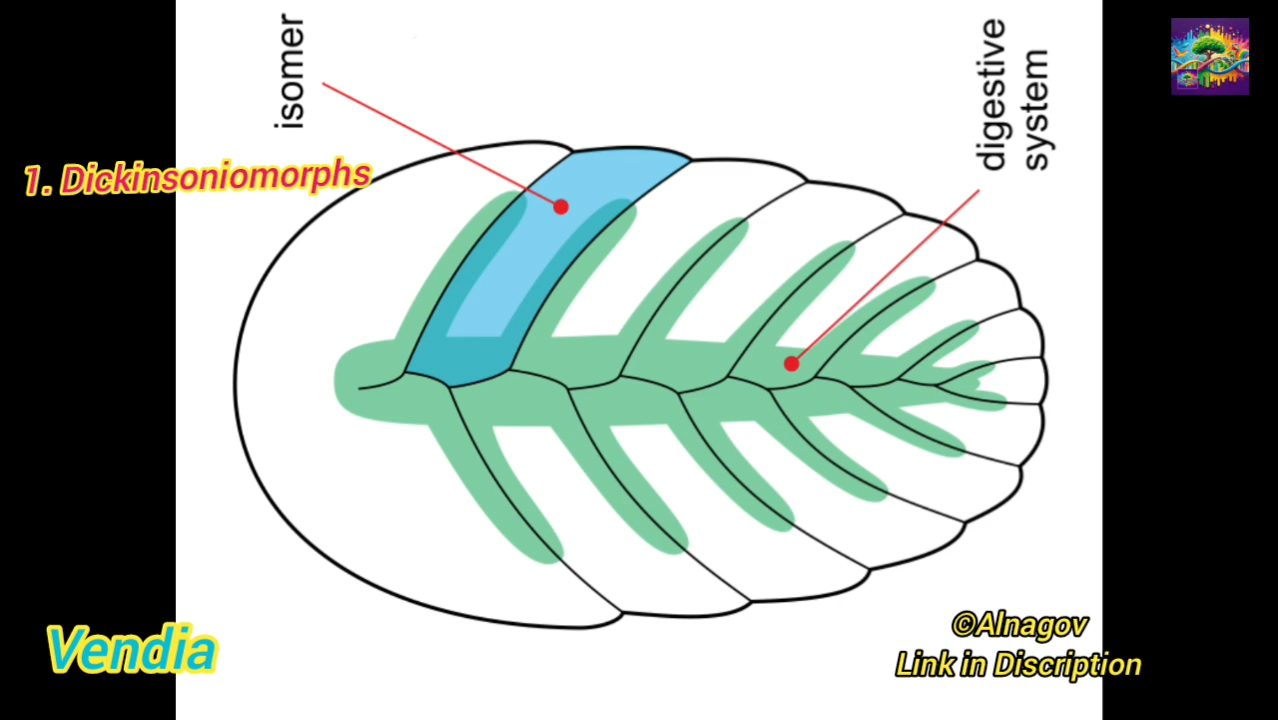 isomer
digestive
system
1. Dickinsoniomorphs
Vendia
©Alnagov
Link in Discription